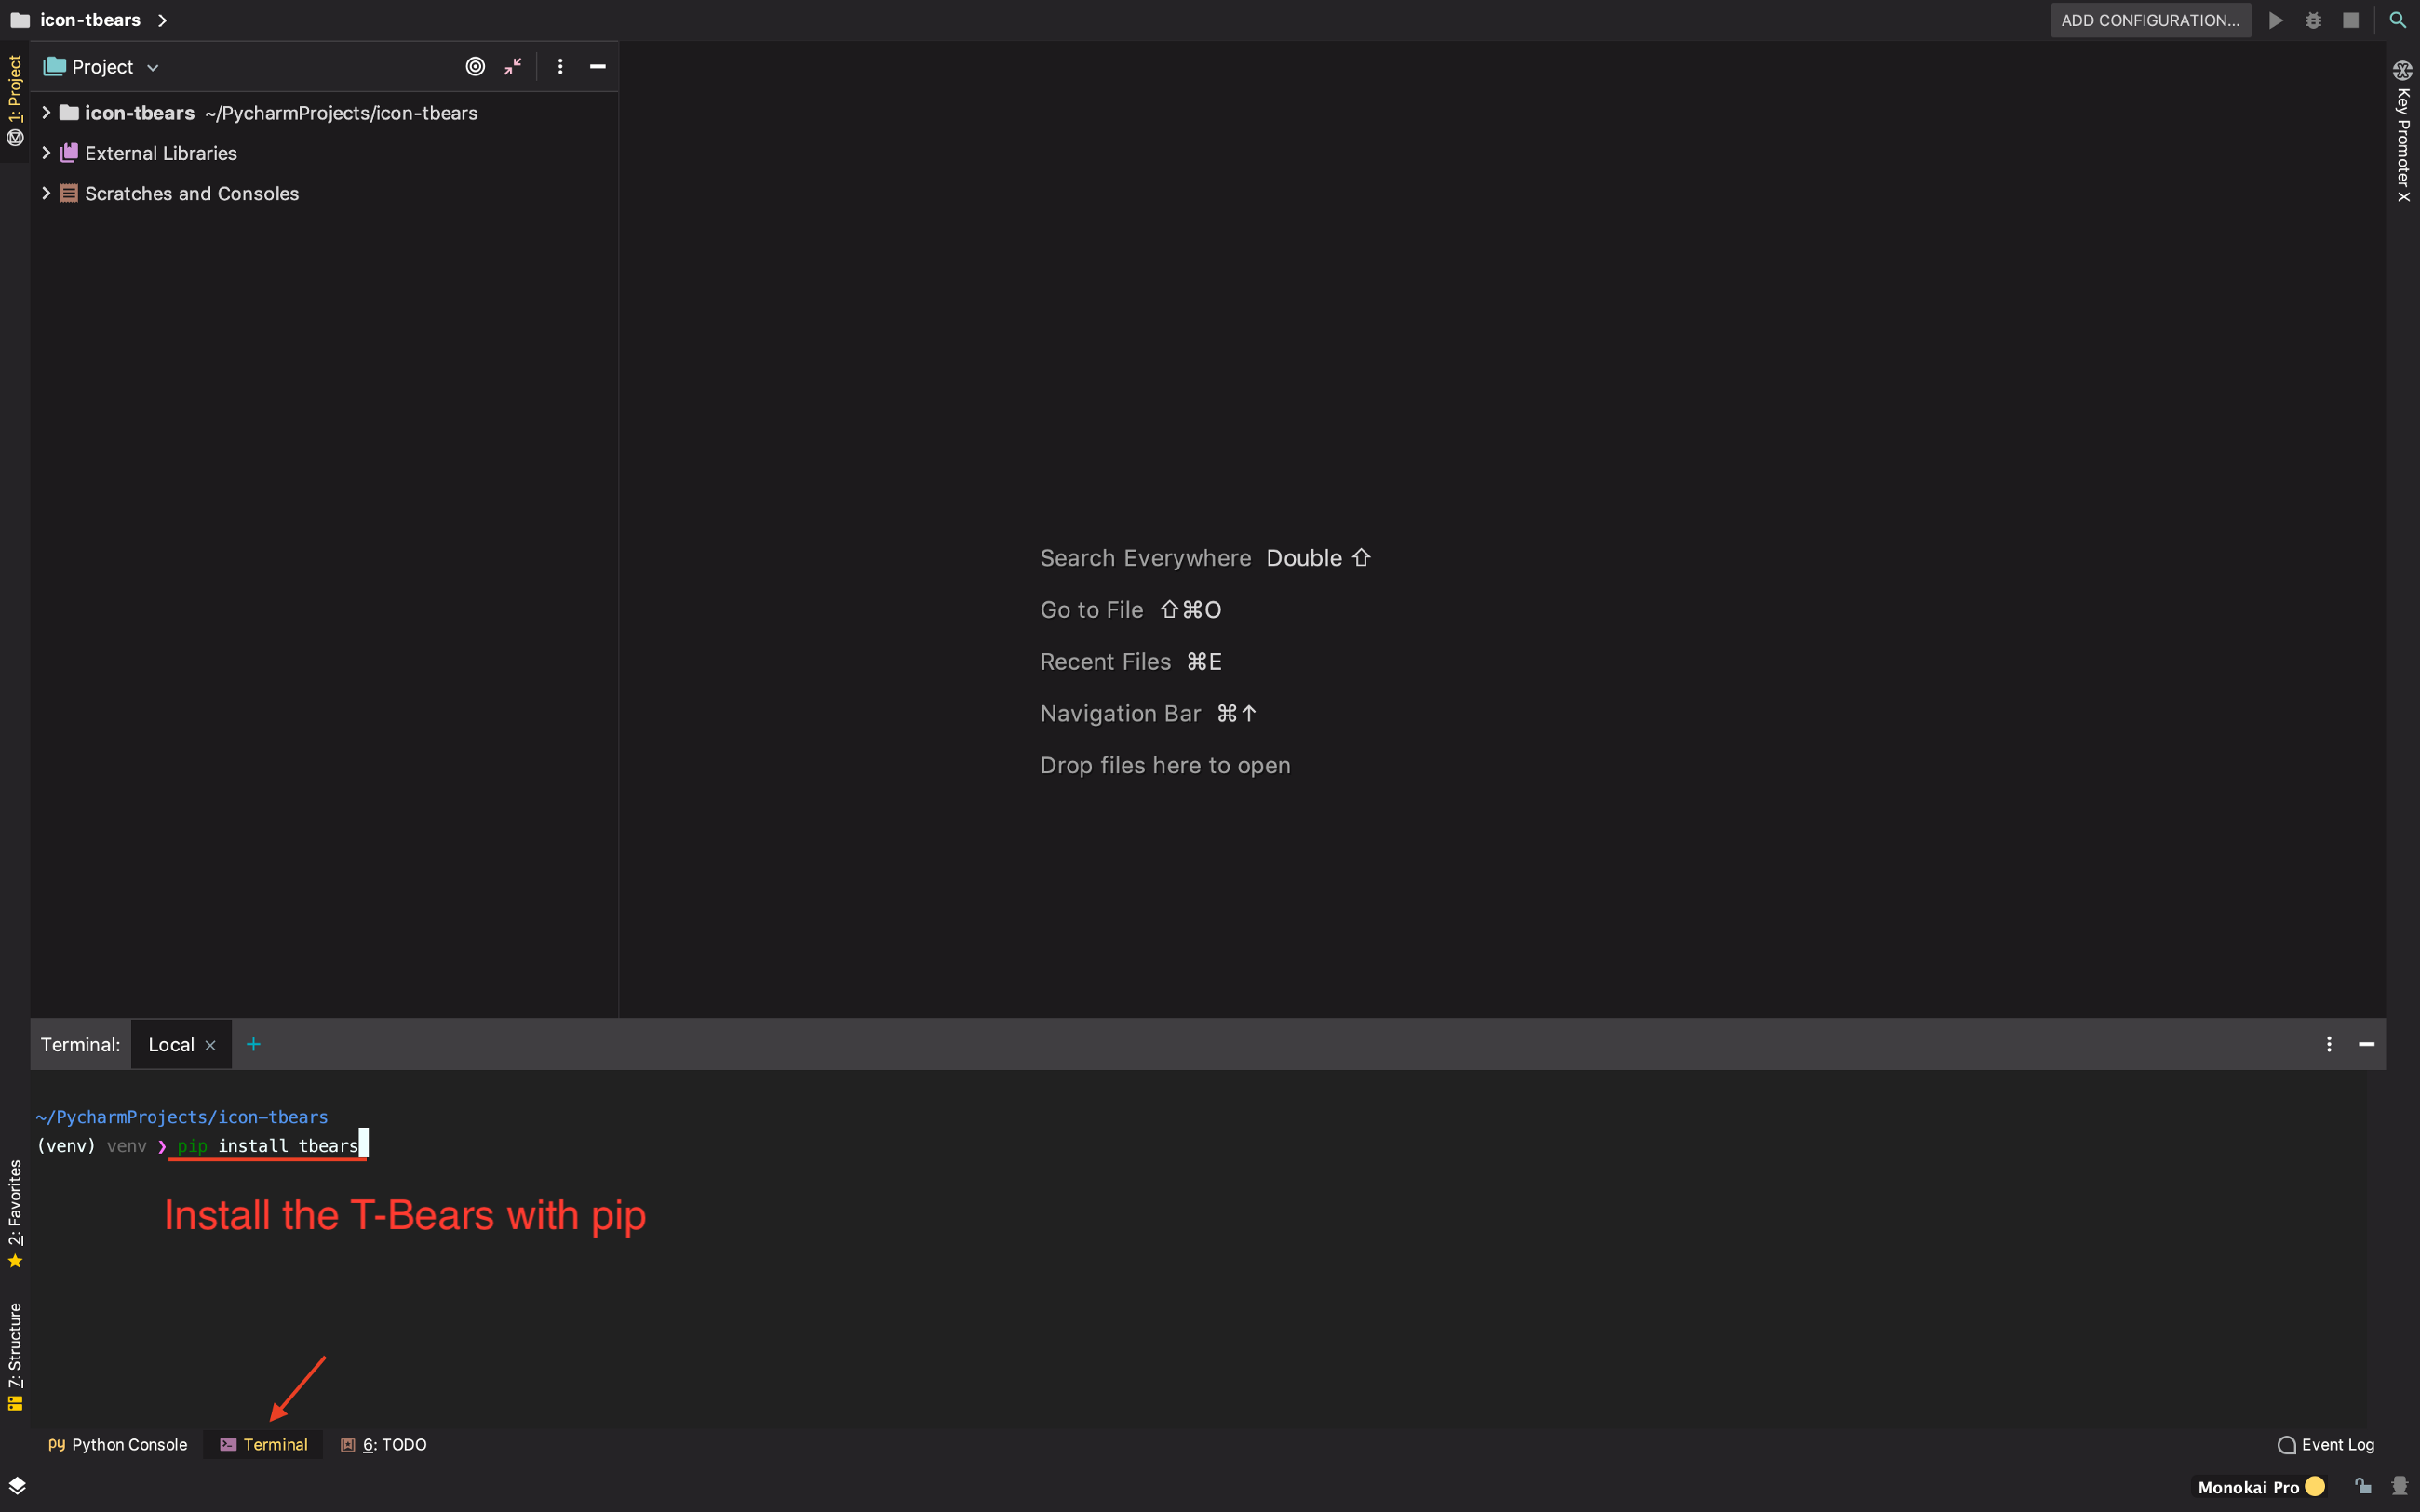 icon-tbears
ADD CONFIGURATION...
1: Project
Project
icon-tbears ~/PycharmProjects/icon-tbears
External Libraries
Scratches and Consoles
Key Promoter X
Search Everywhere Double ⇧
Go to File ⇧⌘O
Recent Files ⌘E
Navigation Bar ⌘↑
Drop files here to open
Terminal: Local × +
~/PycharmProjects/icon-tbears
(venv) venv ❯ pip install tbears
Install the T-Bears with pip
2: Favorites
7: Structure
py Python Console Terminal 6: TODO
Event Log
Monokai Pro